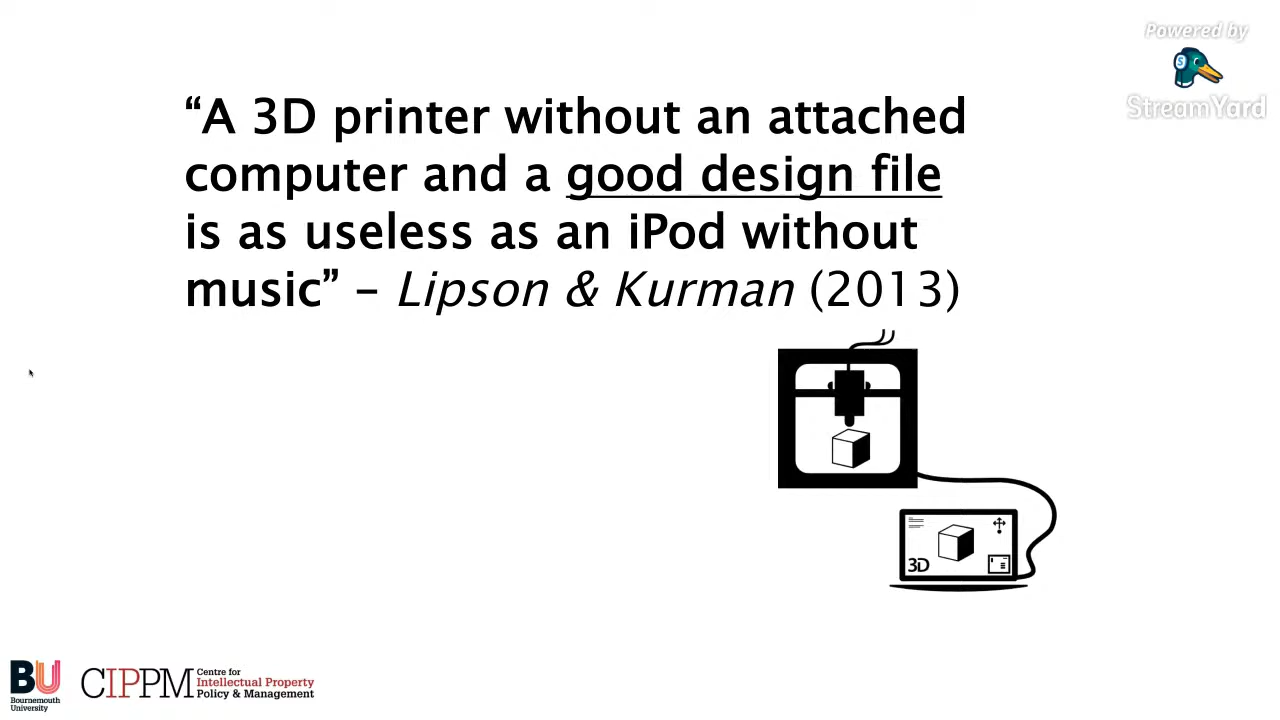 Powered by
StreamYard
“A 3D printer without an attached
computer and a good design file
is as useless as an iPod without
music” – Lipson & Kurman (2013)
3D
BU
Bournemouth
University
CIPPM
Centre for
Intellectual Property
Policy & Management